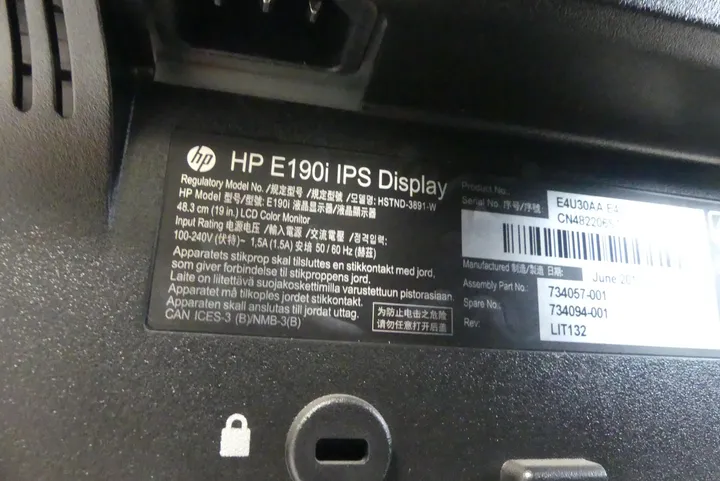 hp
HP E190i IPS Display
Regulatory Model No. /规定型号 /規定型號 /모델명: HSTND-3891-W
HP Model 型号/型號: E190i 液晶显示器/液晶顯示器
48.3 cm (19 in.) LCD Color Monitor
Input Rating 电源电压 /輸入電源 /交流電壓 /정격입력:
100-240V (伏特)~ 1,5A (1.5A) 安培 50 / 60 Hz (赫茲)
Apparatets stikprop skal tilsluttes en stikkontakt med jord,
som giver forbindelse til stikproppens jord.
Laite on liitettävä suojakoskettimilla varustettuun pistorasiaan.
Apparatet må tilkoples jordet stikkontakt.
Apparaten skall anslutas till jordat uttag.
CAN ICES-3 (B)/NMB-3(B)
为防止电击之危险
请勿任意打开后盖
Product No.: E4U30AA
Serial No. 序号/序號:
Manufactured 制造/製造 日期: June
Assembly Part No.: 734057-001
Spare No.: 734094-001
Rev: LIT132